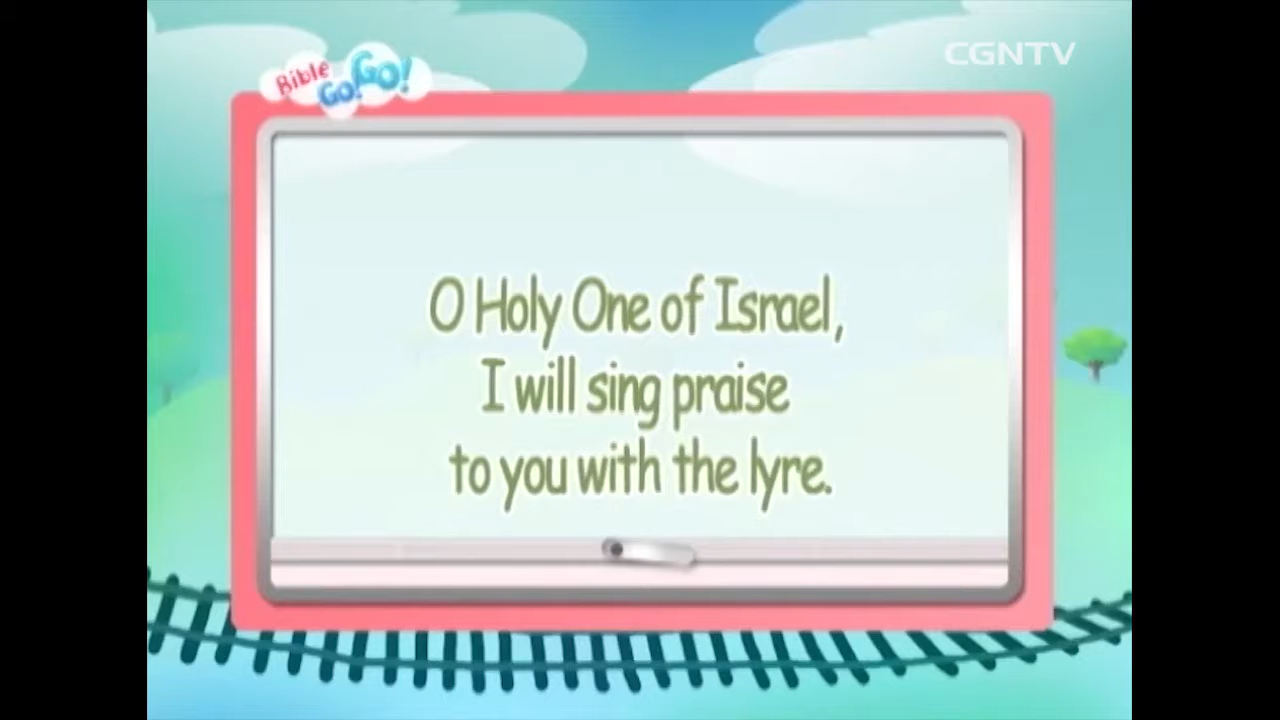 CGNTV
Bible
Go! Go!
O Holy One of Israel,
I will sing praise
to you with the lyre.